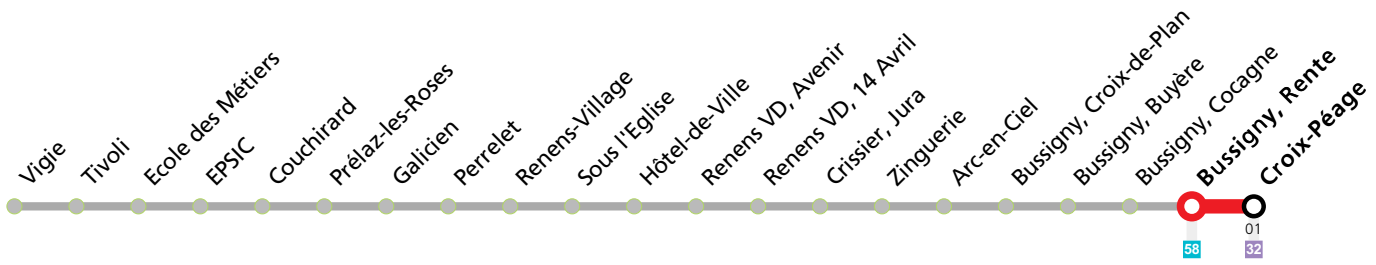 Vigie
Tivoli
Ecole des Métiers
EPSIC
Couchirard
Prélaz-les-Roses
Galicien
Perrelet
Renens-Village
Sous l'Eglise
Hôtel-de-Ville
Renens VD, Avenir
Renens VD, 14 Avril
Crissier, Jura
Zinguerie
Arc-en-Ciel
Bussigny, Croix-de-Plan
Bussigny, Buyère
Bussigny, Cocagne
Bussigny, Rente
Croix-Péage
01
58
32